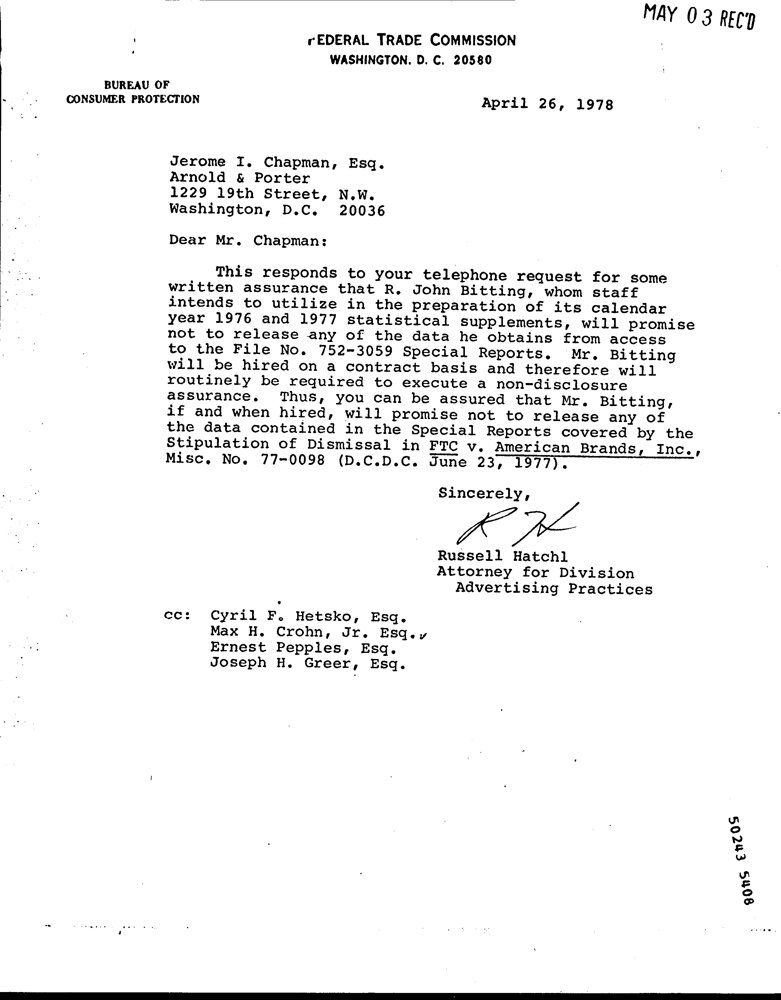 MAY 03 REC'D
FEDERAL TRADE COMMISSION
WASHINGTON, D. C. 20580
BUREAU OF
CONSUMER PROTECTION
April 26, 1978
Jerome I. Chapman, Esq.
Arnold & Porter
1229 19th Street, N.W.
Washington, D.C. 20036
Dear Mr. Chapman:
This responds to your telephone request for some
written assurance that R. John Bitting, whom staff
intends to utilize in the preparation of its calendar
year 1976 and 1977 statistical supplements, will promise
not to release any of the data he obtains from access
to the File No. 752-3059 Special Reports. Mr. Bitting
will be hired on a contract basis and therefore will
routinely be required to execute a non-disclosure
assurance. Thus, you can be assured that Mr. Bitting,
if and when hired, will promise not to release any of
the data contained in the Special Reports covered by the
Stipulation of Dismissal in FTC v. American Brands, Inc.,
Misc. No. 77-0098 (D.C.D.C. June 23, 1977).
Sincerely,
RH
Russell Hatchl
Attorney for Division
Advertising Practices
cc: Cyril F. Hetsko, Esq.
Max H. Crohn, Jr. Esq.
Ernest Pepples, Esq.
Joseph H. Greer, Esq.
50243 5408